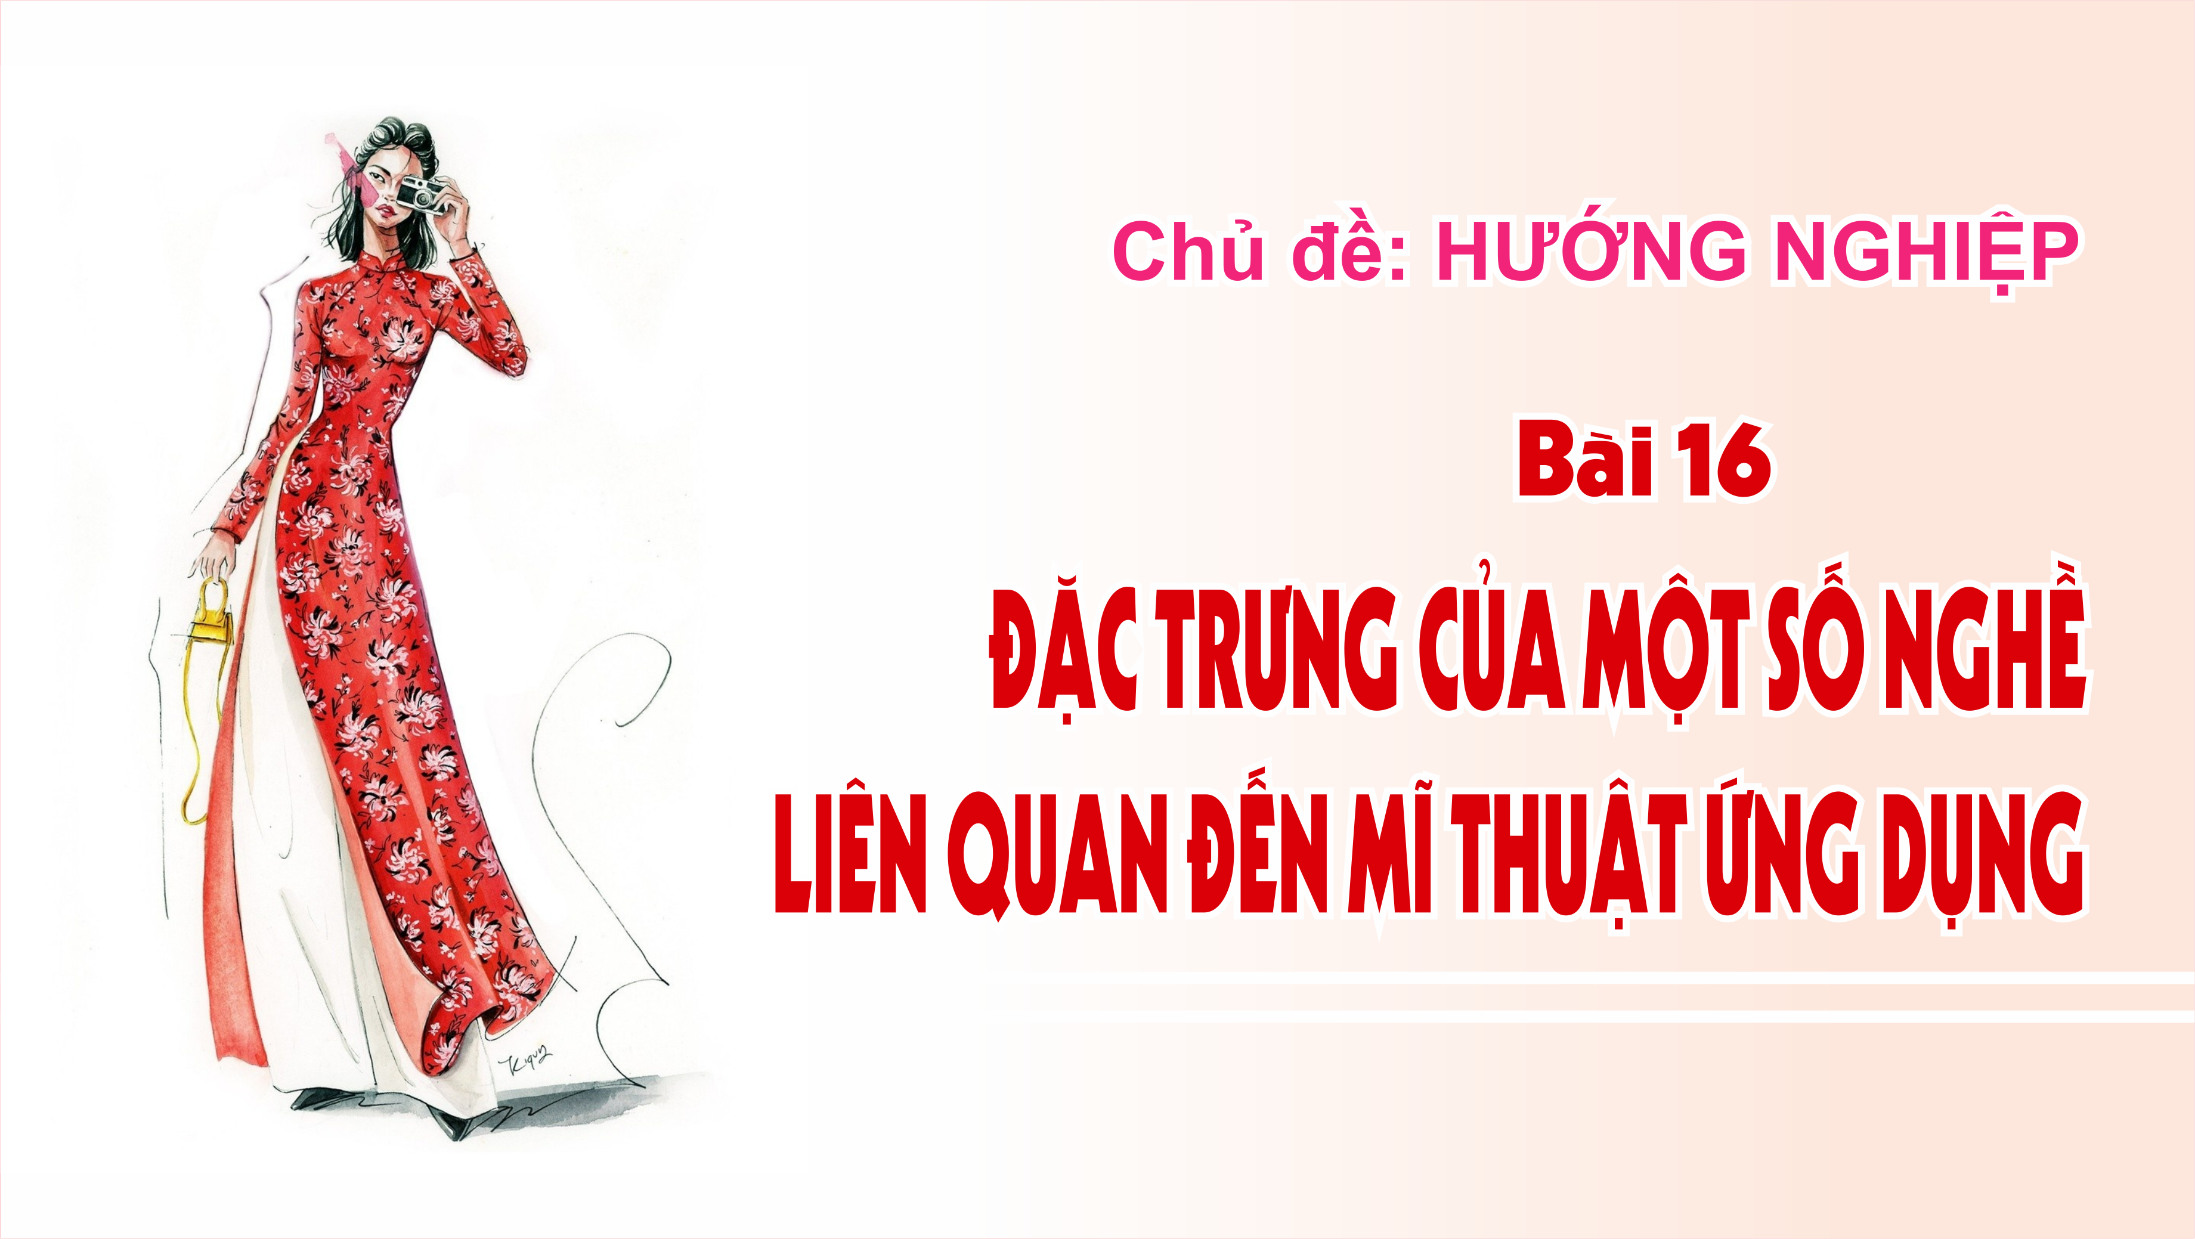 Chủ đề: HƯỚNG NGHIỆP
Bài 16
ĐẶC TRƯNG CỦA MỘT SỐ NGHỀ
LIÊN QUAN ĐẾN MĨ THUẬT ỨNG DỤNG